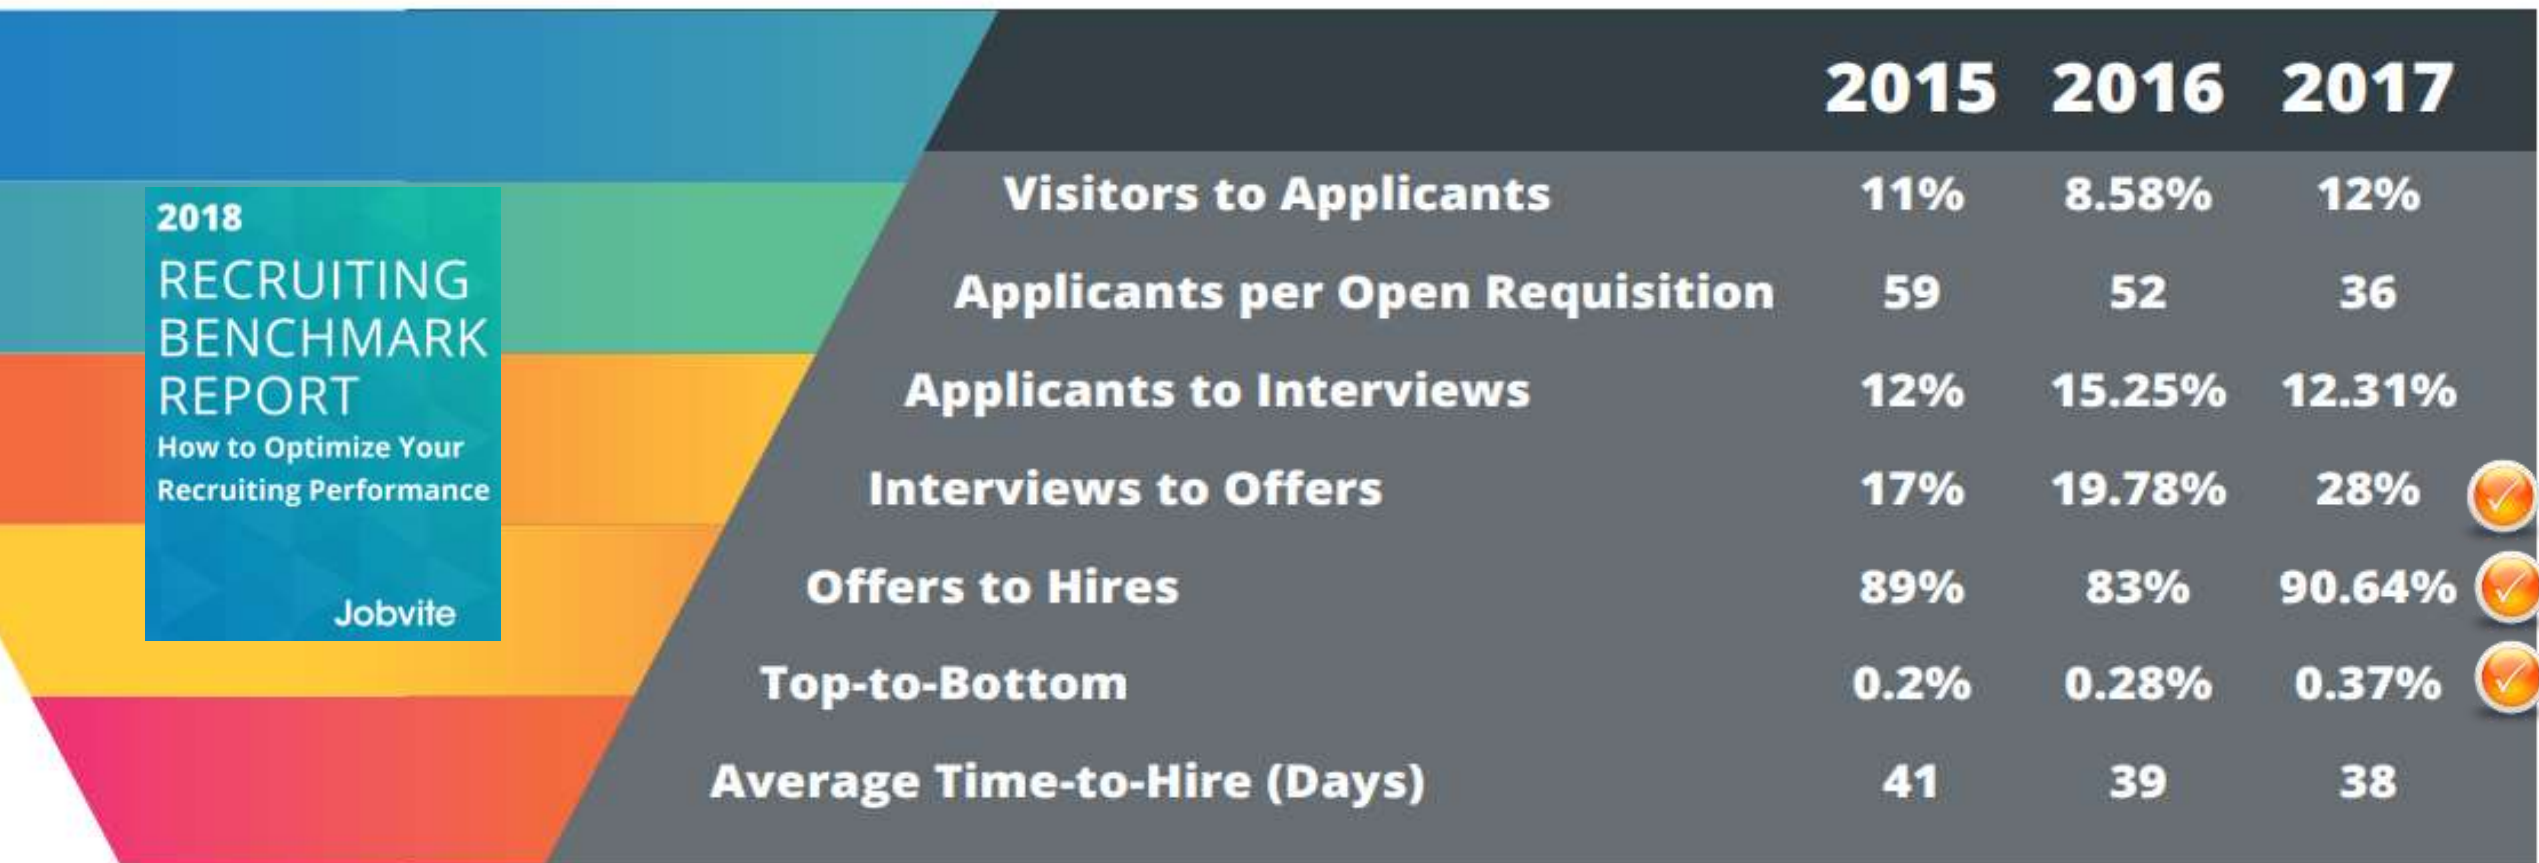 2015 2016 2017
2018
RECRUITING
BENCHMARK
REPORT
How to Optimize Your
Recruiting Performance
Jobvite
Visitors to Applicants 11% 8.58% 12%
Applicants per Open Requisition 59 52 36
Applicants to Interviews 12% 15.25% 12.31%
Interviews to Offers 17% 19.78% 28%
Offers to Hires 89% 83% 90.64%
Top-to-Bottom 0.2% 0.28% 0.37%
Average Time-to-Hire (Days) 41 39 38